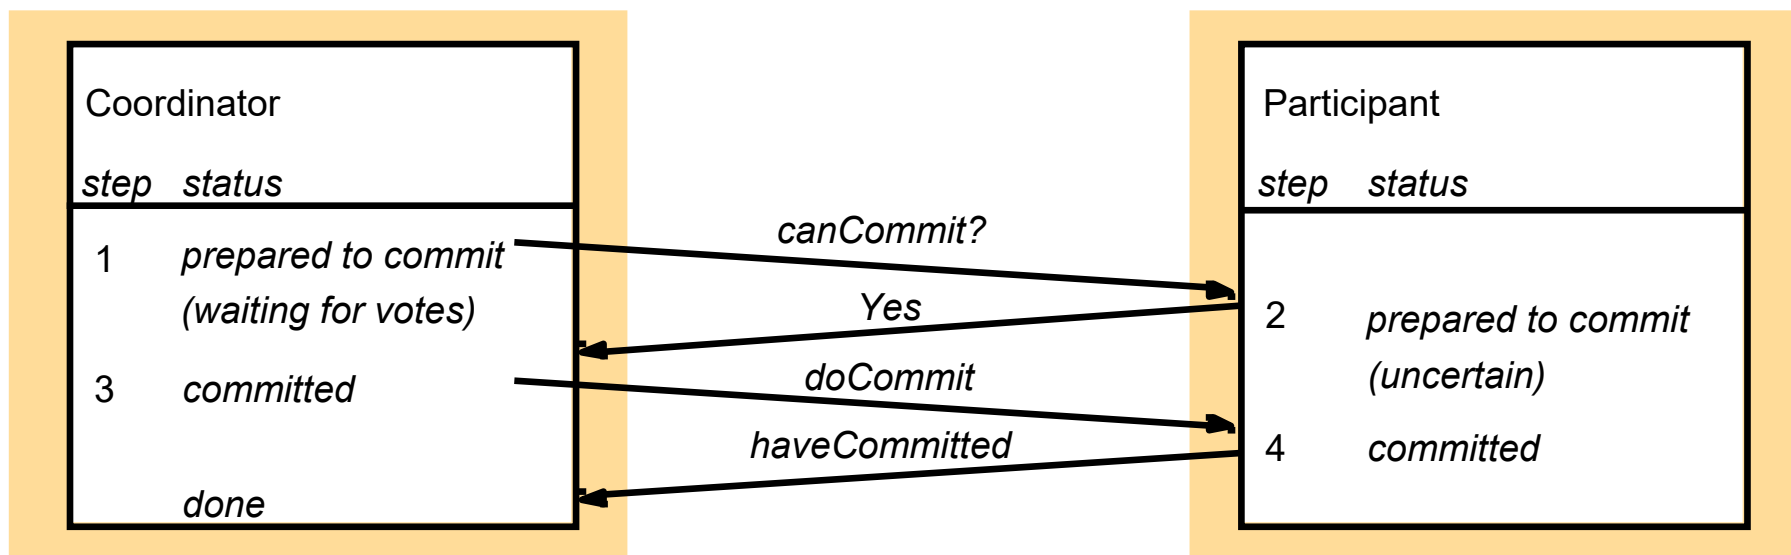 Coordinator
step status
1 prepared to commit
(waiting for votes)
3 committed
done
canCommit?
Yes
doCommit
haveCommitted
Participant
step status
2 prepared to commit
(uncertain)
4 committed